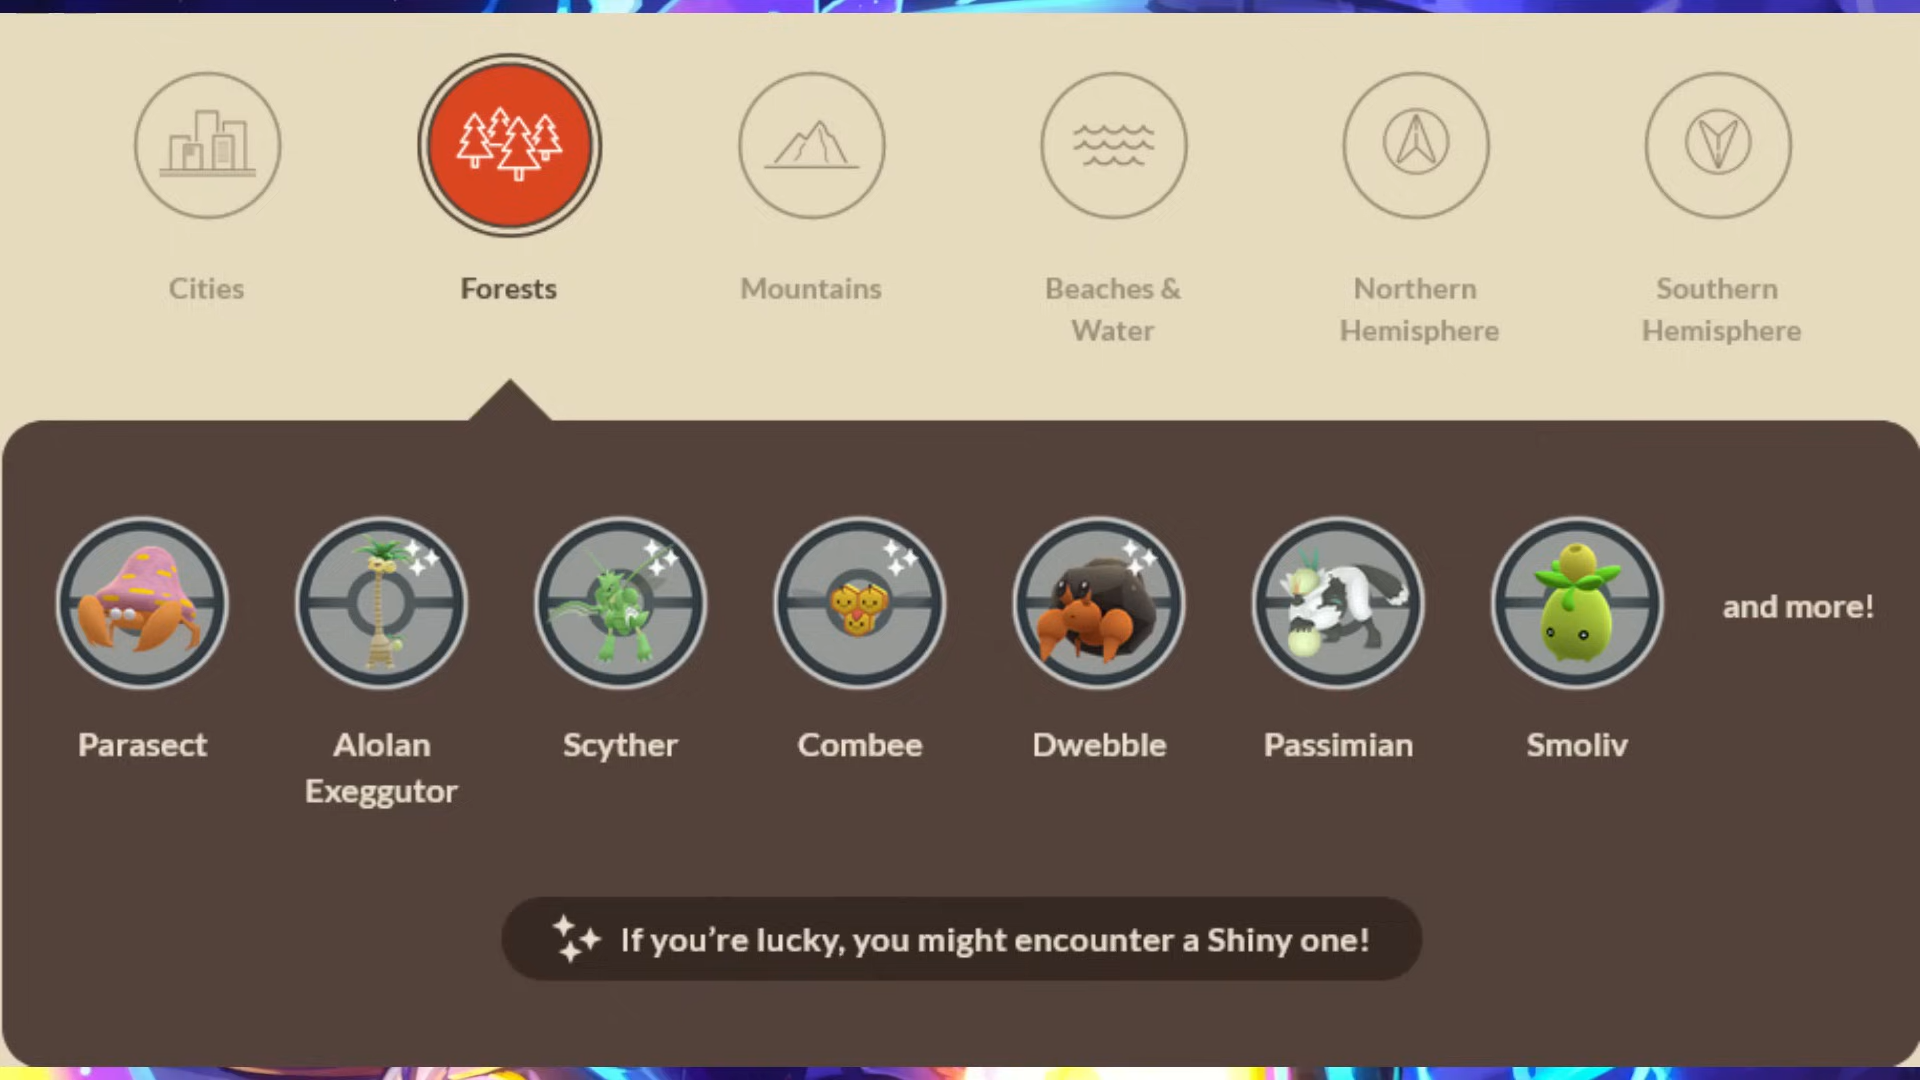 Cities
Forests
Mountains
Beaches &
Water
Northern
Hemisphere
Southern
Hemisphere
Parasect
Alolan
Exeggutor
Scyther
Combee
Dwebble
Passimian
Smoliv
and more!
If you’re lucky, you might encounter a Shiny one!